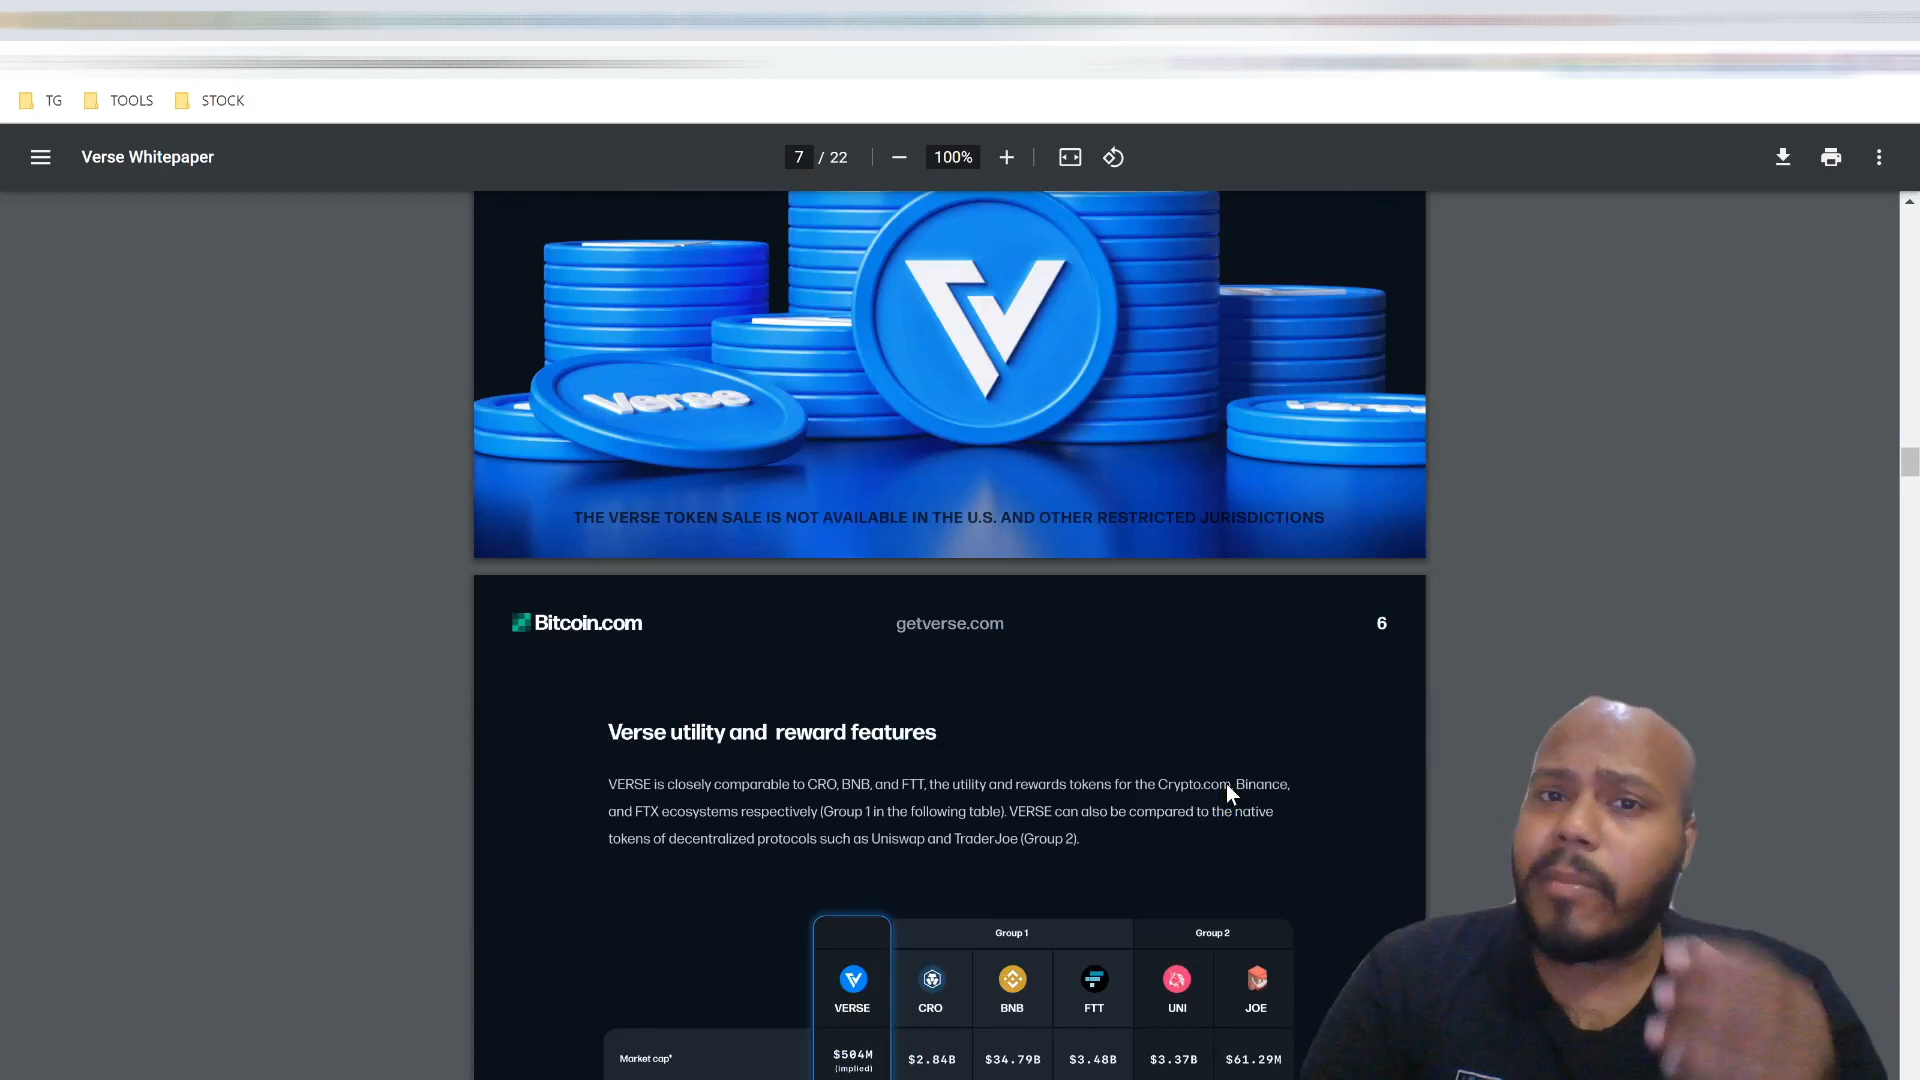 TG TOOLS STOCK
Verse Whitepaper 7 / 22 100%
Verse
THE VERSE TOKEN SALE IS NOT AVAILABLE IN THE U.S. AND OTHER RESTRICTED JURISDICTIONS
Bitcoin.com getverse.com 6
Verse utility and reward features
VERSE is closely comparable to CRO, BNB, and FTT, the utility and rewards tokens for the Crypto.com, Binance,
and FTX ecosystems respectively (Group 1 in the following table). VERSE can also be compared to the native
tokens of decentralized protocols such as Uniswap and TraderJoe (Group 2).
Group 1 Group 2
VERSE CRO BNB FTT UNI JOE
Market cap* $504M $2.84B $34.79B $3.48B $3.37B $61.29M
(implied)